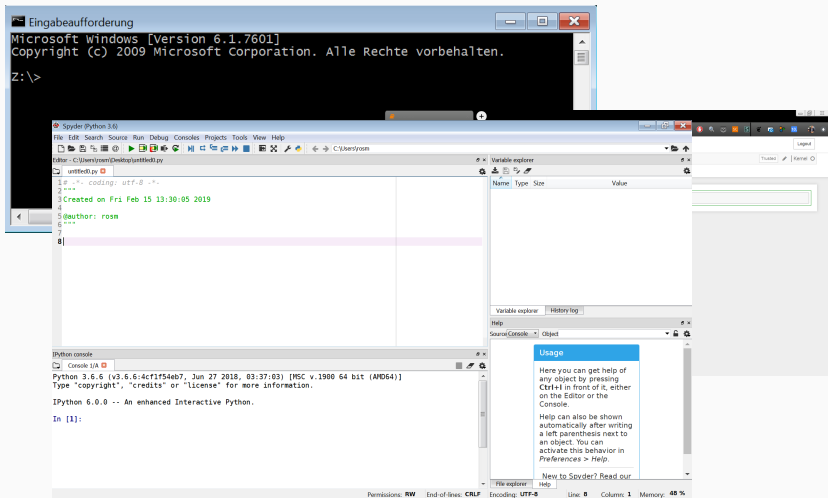 Eingabeaufforderung
Microsoft Windows [Version 6.1.7601]
Copyright (c) 2009 Microsoft Corporation. Alle Rechte vorbehalten.
Z:\>
Spyder (Python 3.6)
File Edit Search Source Run Debug Consoles Projects Tools View Help
C:\Users\rosm
Editor - C:\Users\rosm\Desktop\untitled0.py
untitled0.py
1 # -*- coding: utf-8 -*-
2 """
3 Created on Fri Feb 15 13:30:05 2019
4
5 @author: rosm
6 """
7
8
Variable explorer
Name Type Size Value
Variable explorer History log
Help
Source Console Object
Usage
Here you can get help of
any object by pressing
Ctrl+I in front of it, either
on the Editor or the
Console.
Help can also be shown
automatically after writing
a left parenthesis next to
an object. You can
activate this behavior in
Preferences > Help.
New to Spyder? Read our
File explorer Help
IPython console
Console 1/A
Python 3.6.6 (v3.6.6:4cf1f54eb7, Jun 27 2018, 03:37:03) [MSC v.1900 64 bit (AMD64)]
Type "copyright", "credits" or "license" for more information.
IPython 6.0.0 -- An enhanced Interactive Python.
In [1]:
Permissions: RW End-of-lines: CRLF Encoding: UTF-8 Line: 8 Column: 1 Memory: 48 %
Logout
Trusted Kernel